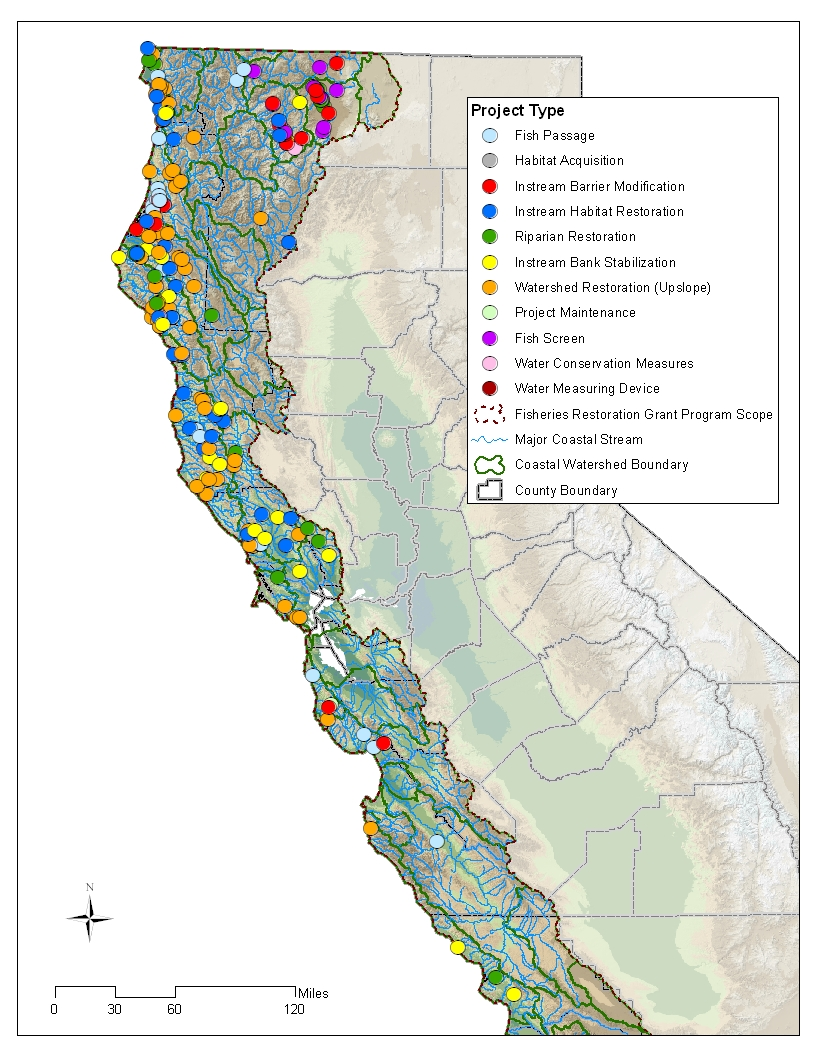 Project Type
Fish Passage
Habitat Acquisition
Instream Barrier Modification
Instream Habitat Restoration
Riparian Restoration
Instream Bank Stabilization
Watershed Restoration (Upslope)
Project Maintenance
Fish Screen
Water Conservation Measures
Water Measuring Device
Fisheries Restoration Grant Program Scope
Major Coastal Stream
Coastal Watershed Boundary
County Boundary
N
Miles
0 30 60 120